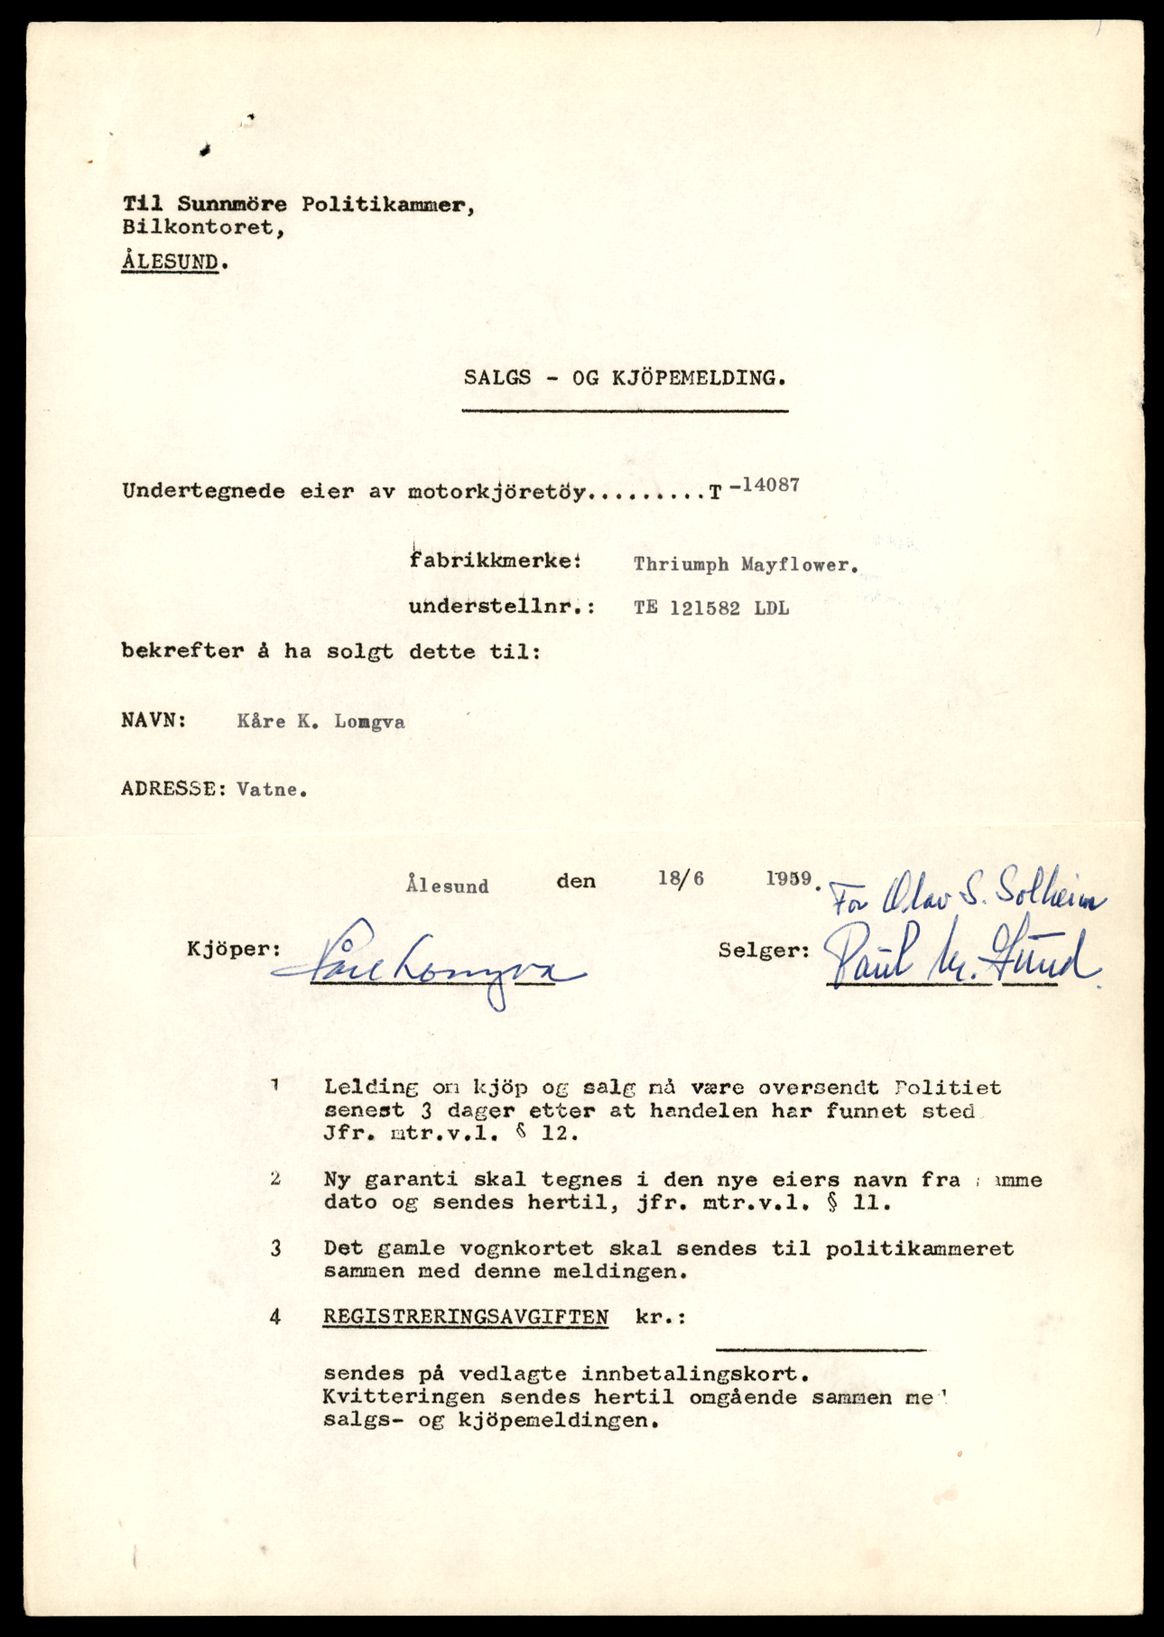 Til Sunnmöre Politikammer,
Bilkontoret,
ÅLESUND.
SALGS - OG KJÖPEMELDING.
Undertegnede eier av motorkjöretöy.........T -14087
fabrikkmerke: Thriumph Mayflower.
understellnr.: TE 121582 LDL
bekrefter å ha solgt dette til:
NAVN: Kåre K. Longva
ADRESSE: Vatne.
Ålesund den 18/6 1959.
For Olav S. Solheim
Kjöper: Kåre Longva Selger: Paul M.
1 Lelding om kjöp og salg må være oversendt Politiet
senest 3 dager etter at handelen har funnet sted
Jfr. mtr.v.l. § 12.
2 Ny garanti skal tegnes i den nye eiers navn fra samme
dato og sendes hertil, jfr. mtr.v.l. § 11.
3 Det gamle vognkortet skal sendes til politikammeret
sammen med denne meldingen.
4 REGISTRERINGSAVGIFTEN kr.:
sendes på vedlagte innbetalingskort.
Kvitteringen sendes hertil omgående sammen med
salgs- og kjöpemeldingen.